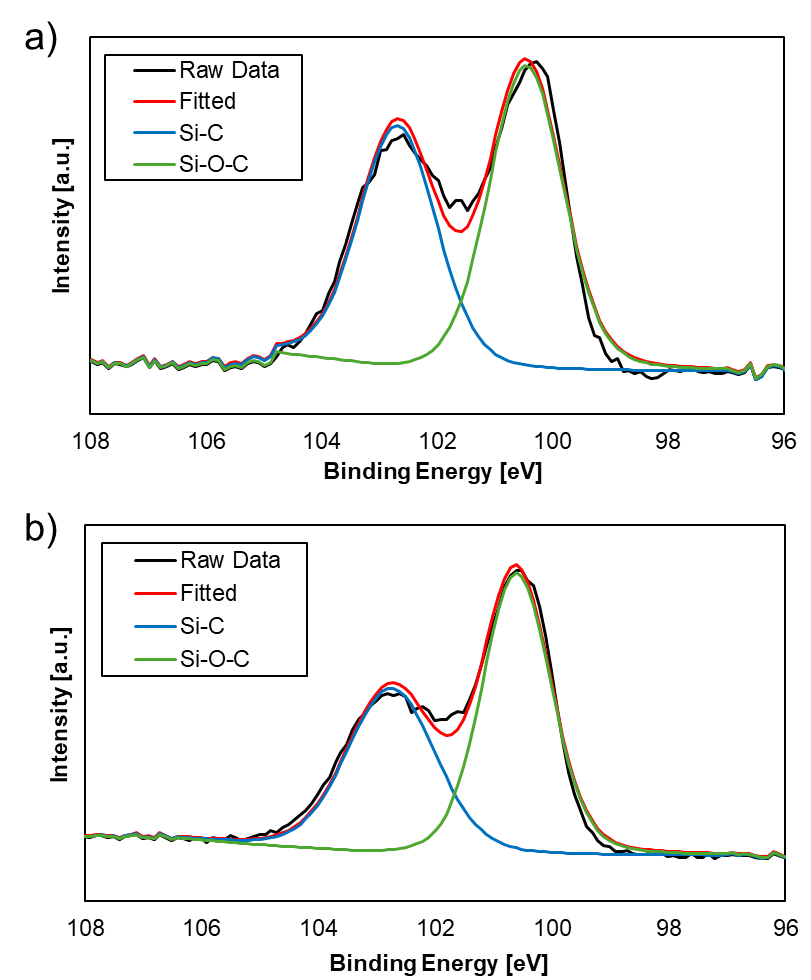 a)
Raw Data
Fitted
Si-C
Si-O-C
Intensity [a.u.]
108 106 104 102 100 98 96
Binding Energy [eV]
b)
Raw Data
Fitted
Si-C
Si-O-C
Intensity [a.u.]
108 106 104 102 100 98 96
Binding Energy [eV]